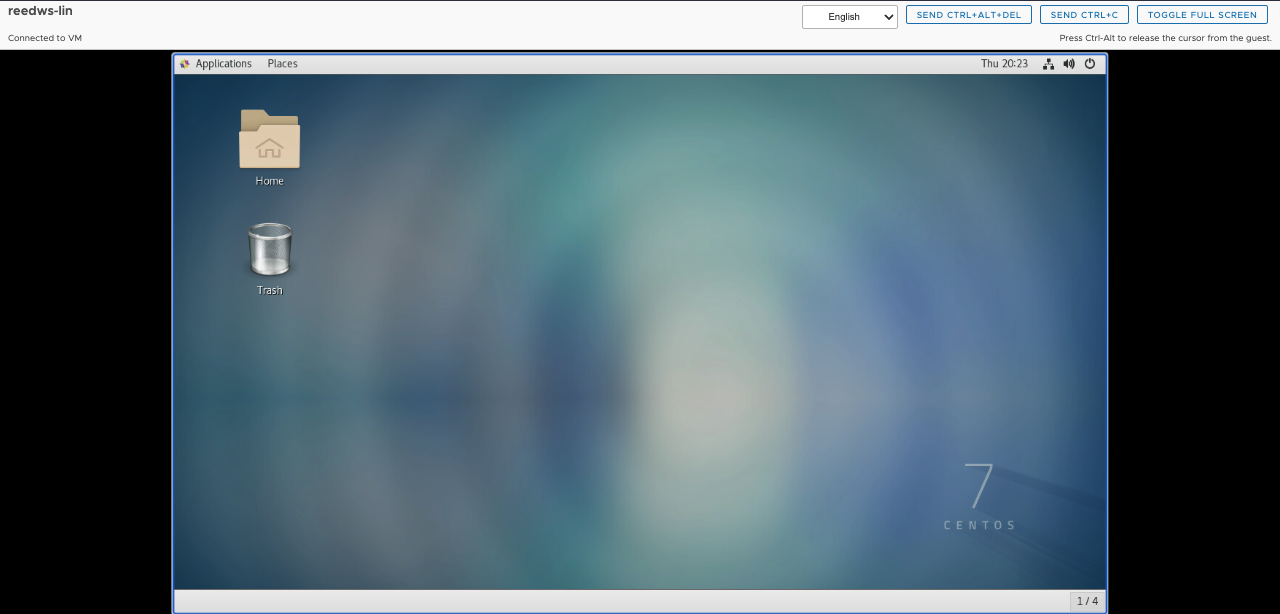 reedws-lin
English
SEND CTRL+ALT+DEL
SEND CTRL+C
TOGGLE FULL SCREEN
Connected to VM
Press Ctrl-Alt to release the cursor from the guest.
Applications
Places
Thu 20:23
Home
Trash
7
CENTOS
1 / 4